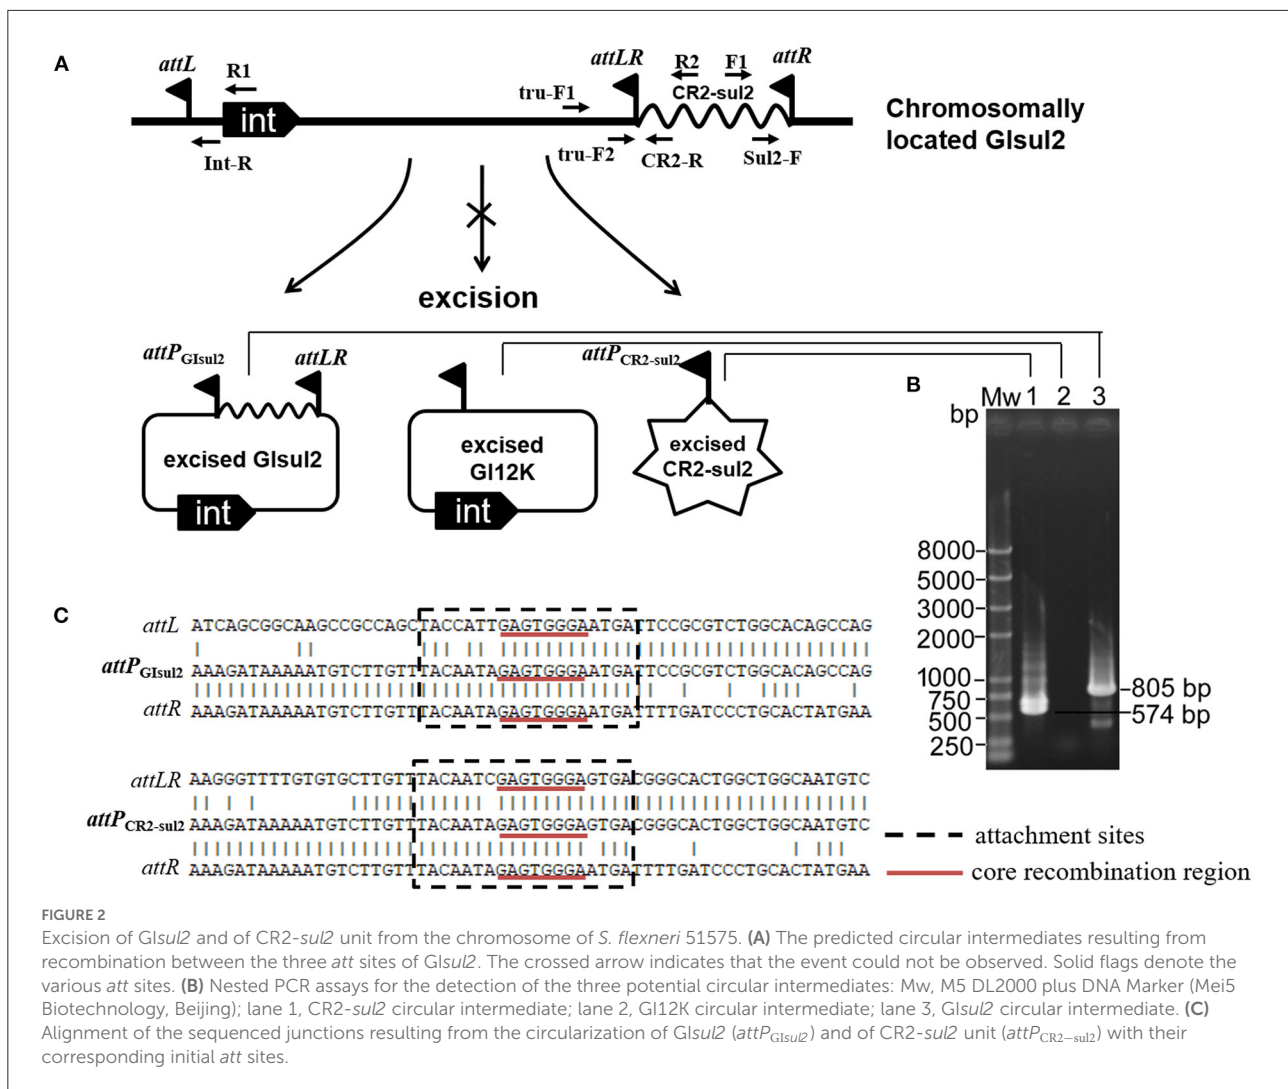 A
attL
R1
attLR
R2
F1
attR
tru-F1
CR2-sul2
int
Chromosomally
located GIsul2
Int-R
tru-F2
CR2-R
Sul2-F
excision
attP GIsul2
attLR
attP CR2-sul2
excised GIsul2
int
excised
GI12K
int
excised
CR2-sul2
B
Mw 1 2 3
bp
8000
5000
3000
2000
1000
750
500
250
805 bp
574 bp
C
attL ATCAGCGGCAAGCCGCCAGCTACCATTGAGTGGGAATGATTCCGCGTCTGGCACAGCCAG
attP GIsul2 AAAGATAAAAATGTCTTGTTTACAATAGAGTGGGAATGATTCCGCGTCTGGCACAGCCAG
attR AAAGATAAAAATGTCTTGTTTACAATAGAGTGGGAATGATTTTGATCCCTGCACTATGAA
attLR AAGGGTTTTGTGTGCTTGTTTACAATCGAGTGGGAGTGACGGGCACTGGCTGGCAATGTC
attP CR2-sul2 AAAGATAAAAATGTCTTGTTTACAATAGAGTGGGAGTGACGGGCACTGGCTGGCAATGTC
attR AAAGATAAAAATGTCTTGTTTACAATAGAGTGGGAATGATTTTGATCCCTGCACTATGAA
attachment sites
core recombination region
FIGURE 2
Excision of GIsul2 and of CR2-sul2 unit from the chromosome of S. flexneri 51575. (A) The predicted circular intermediates resulting from
recombination between the three att sites of GIsul2. The crossed arrow indicates that the event could not be observed. Solid flags denote the
various att sites. (B) Nested PCR assays for the detection of the three potential circular intermediates: Mw, M5 DL2000 plus DNA Marker (Mei5
Biotechnology, Beijing); lane 1, CR2-sul2 circular intermediate; lane 2, GI12K circular intermediate; lane 3, GIsul2 circular intermediate. (C)
Alignment of the sequenced junctions resulting from the circularization of GIsul2 (attPGIsul2) and of CR2-sul2 unit (attPCR2−sul2) with their
corresponding initial att sites.